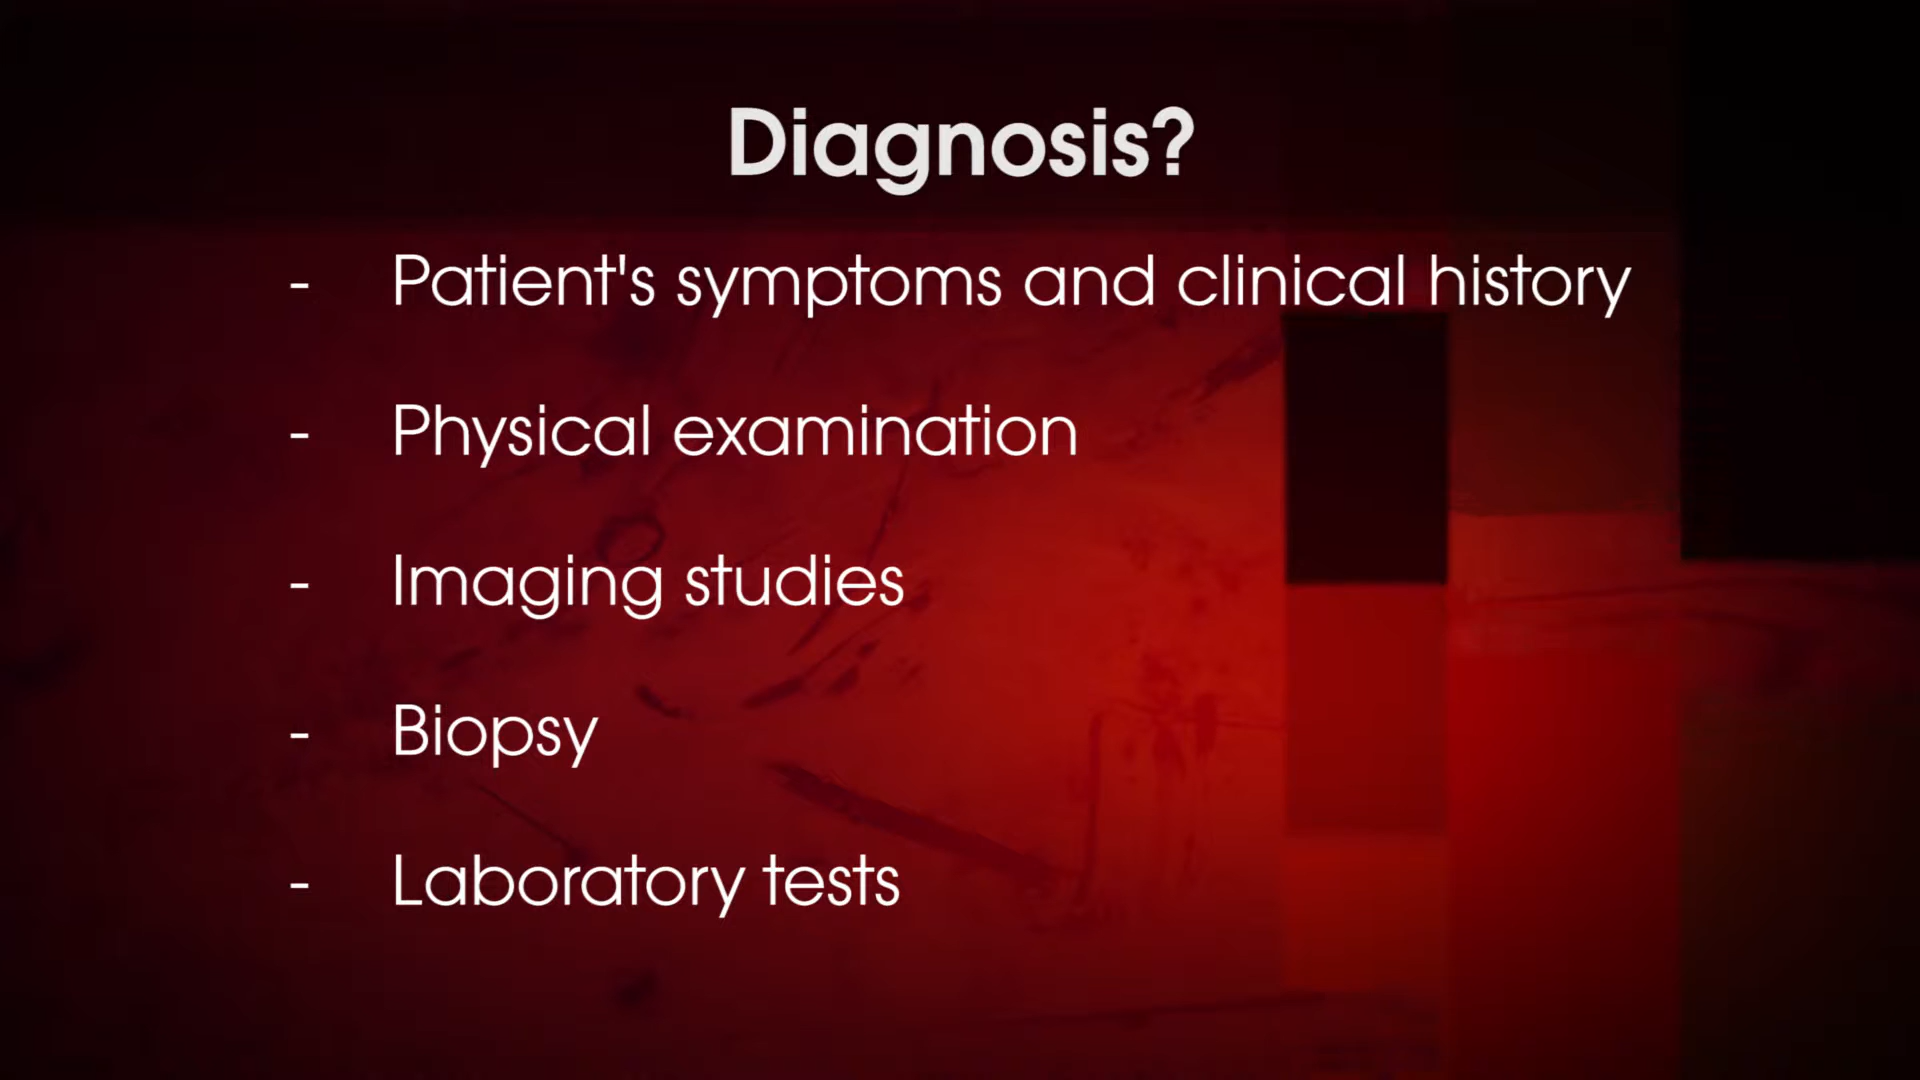 Diagnosis?
- Patient's symptoms and clinical history
- Physical examination
- Imaging studies
- Biopsy
- Laboratory tests